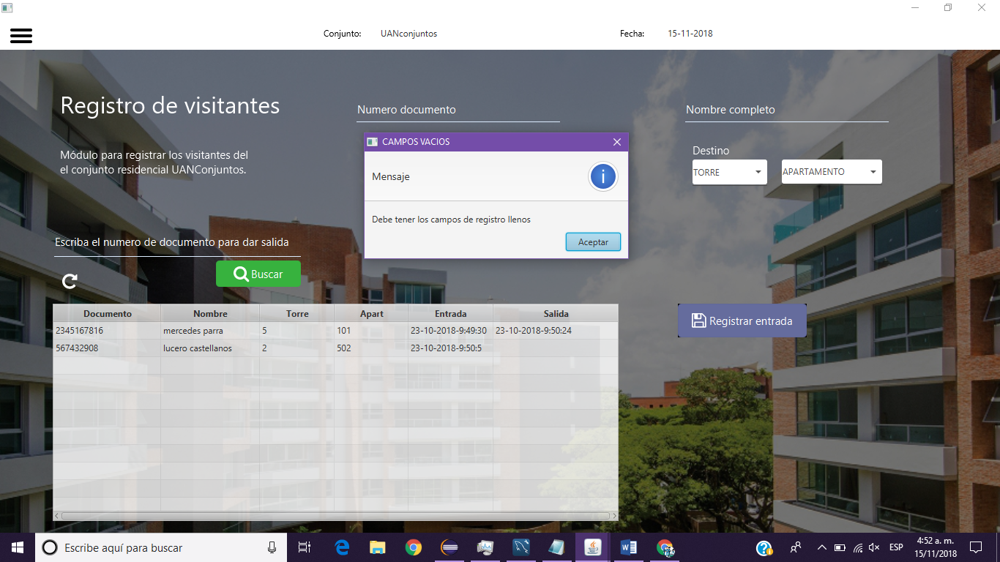 Conjunto: UANconjuntos Fecha: 15-11-2018
Registro de visitantes
Numero documento
Nombre completo
Módulo para registrar los visitantes del
el conjunto residencial UANConjuntos.
Destino
TORRE APARTAMENTO
CAMPOS VACIOS
Mensaje
i
Debe tener los campos de registro llenos
Aceptar
Escriba el numero de documento para dar salida
Buscar
Documento Nombre Torre Apart Entrada Salida
2345167816 mercedes parra 5 101 23-10-2018-9:49:30 23-10-2018-9:50:24
567432908 lucero castellanos 2 502 23-10-2018-9:50:5
Registrar entrada
Escribe aquí para buscar
ESP
4:52 a. m.
15/11/2018